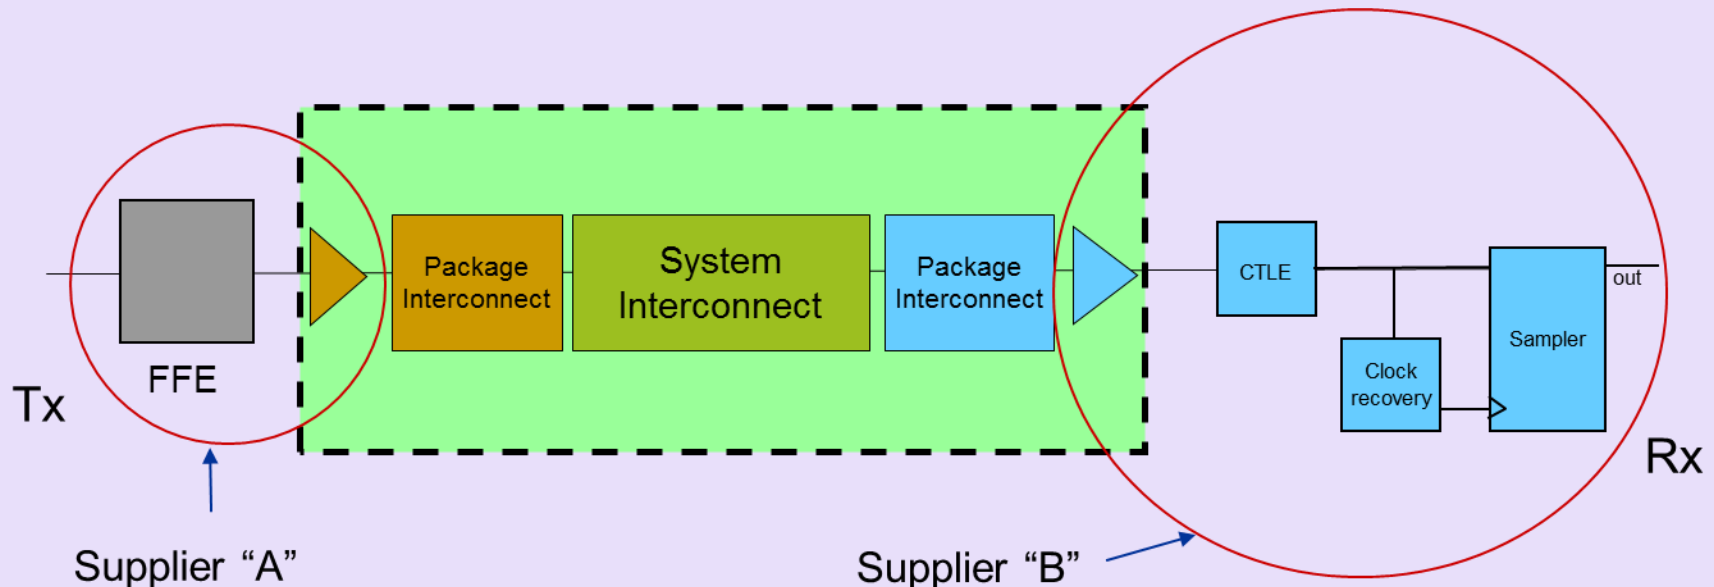 Tx
FFE
Package
Interconnect
System
Interconnect
Package
Interconnect
CTLE
Clock
recovery
Sampler
out
Rx
Supplier “A”
Supplier “B”